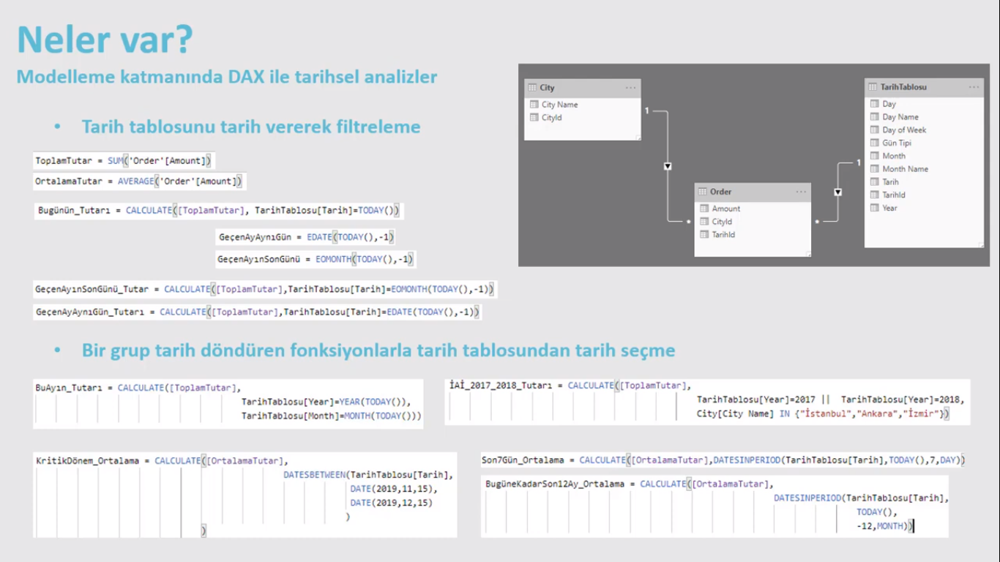 Neler var?
Modelleme katmanında DAX ile tarihsel analizler
• Tarih tablosunu tarih vererek filtreleme
ToplamTutar = SUM('Order'[Amount])
OrtalamaTutar = AVERAGE('Order'[Amount])
Bugünün_Tutarı = CALCULATE([ToplamTutar], TarihTablosu[Tarih]=TODAY())
GeçenAyAynıGün = EDATE(TODAY(),-1)
GeçenAyınSonGünü = EOMONTH(TODAY(),-1)
GeçenAyınSonGünü_Tutar = CALCULATE([ToplamTutar],TarihTablosu[Tarih]=EOMONTH(TODAY(),-1))
GeçenAyAynıGün_Tutarı = CALCULATE([ToplamTutar],TarihTablosu[Tarih]=EDATE(TODAY(),-1))
City
City Name
CityId
1
*
Order
Amount
CityId
TarihId
*
1
TarihTablosu
Day
Day Name
Day of Week
Gün Tipi
Month
Month Name
Tarih
TarihId
Year
• Bir grup tarih döndüren fonksiyonlarla tarih tablosundan tarih seçme
BuAyın_Tutarı = CALCULATE([ToplamTutar],
TarihTablosu[Year]=YEAR(TODAY()),
TarihTablosu[Month]=MONTH(TODAY()))
İAİ_2017_2018_Tutarı = CALCULATE([ToplamTutar],
TarihTablosu[Year]=2017 || TarihTablosu[Year]=2018,
City[City Name] IN {"İstanbul","Ankara","İzmir"})
KritikDönem_Ortalama = CALCULATE([OrtalamaTutar],
DATESBETWEEN(TarihTablosu[Tarih],
DATE(2019,11,15),
DATE(2019,12,15)
)
)
Son7Gün_Ortalama = CALCULATE([OrtalamaTutar],DATESINPERIOD(TarihTablosu[Tarih],TODAY(),7,DAY))
BugüneKadarSon12Ay_Ortalama = CALCULATE([OrtalamaTutar],
DATESINPERIOD(TarihTablosu[Tarih],
TODAY(),
-12,MONTH))